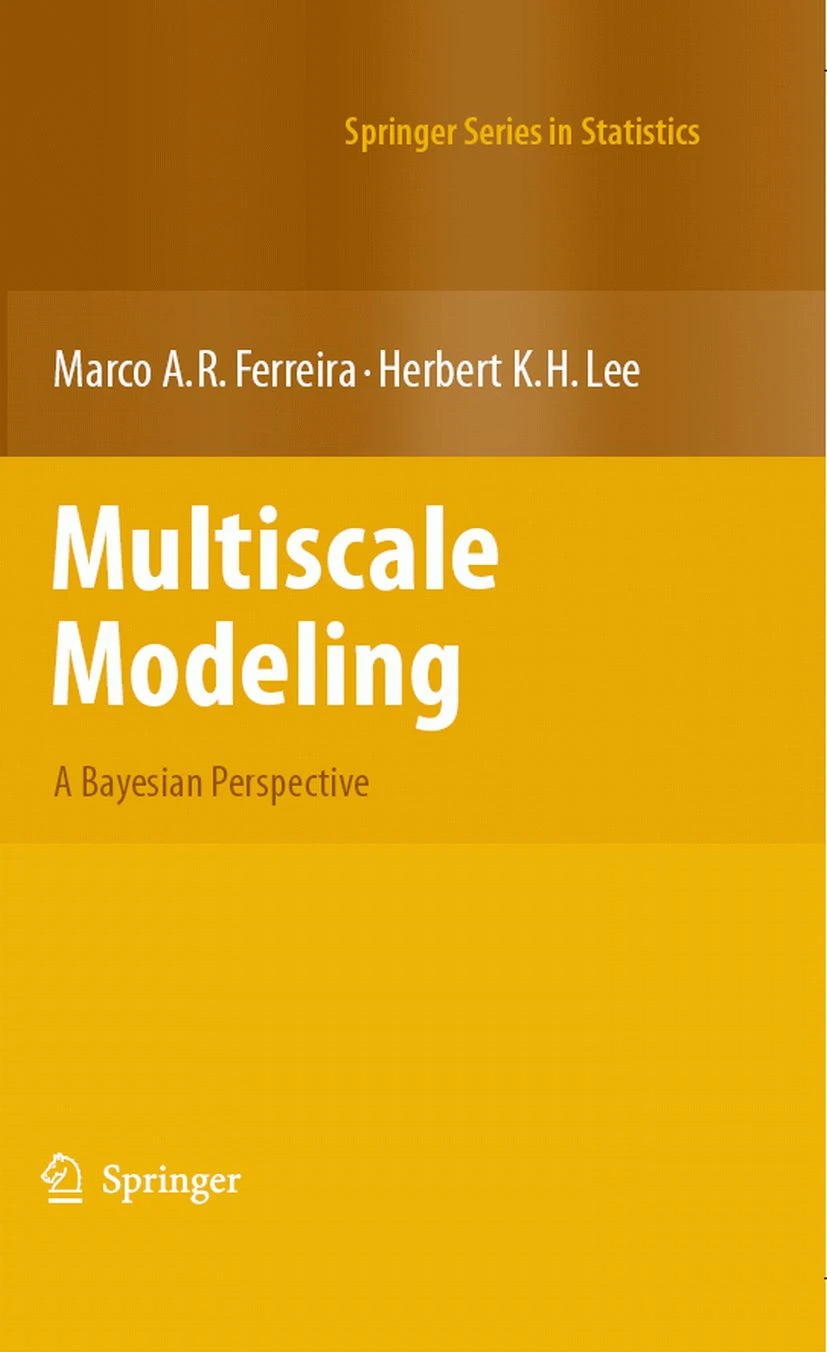 Springer Series in Statistics
Marco A.R. Ferreira · Herbert K.H. Lee
Multiscale
Modeling
A Bayesian Perspective
Springer